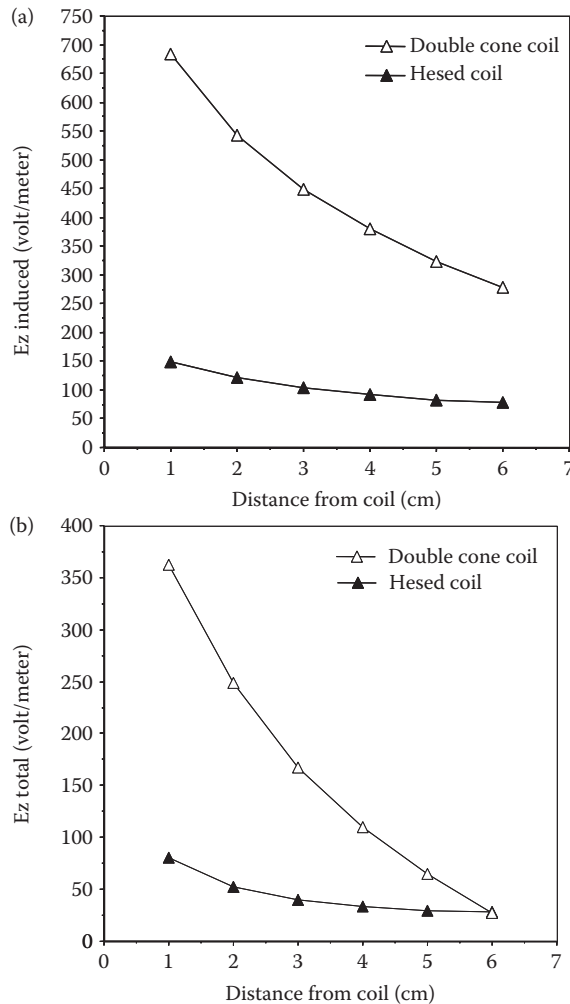 (a)
750
700
650
600
550
500
450
400
350
300
250
200
150
100
50
0
Ez induced (volt/meter)
Double cone coil
Hesed coil
0 1 2 3 4 5 6 7
Distance from coil (cm)
(b)
400
350
300
250
200
150
100
50
0
Ez total (volt/meter)
Double cone coil
Hesed coil
0 1 2 3 4 5 6 7
Distance from coil (cm)